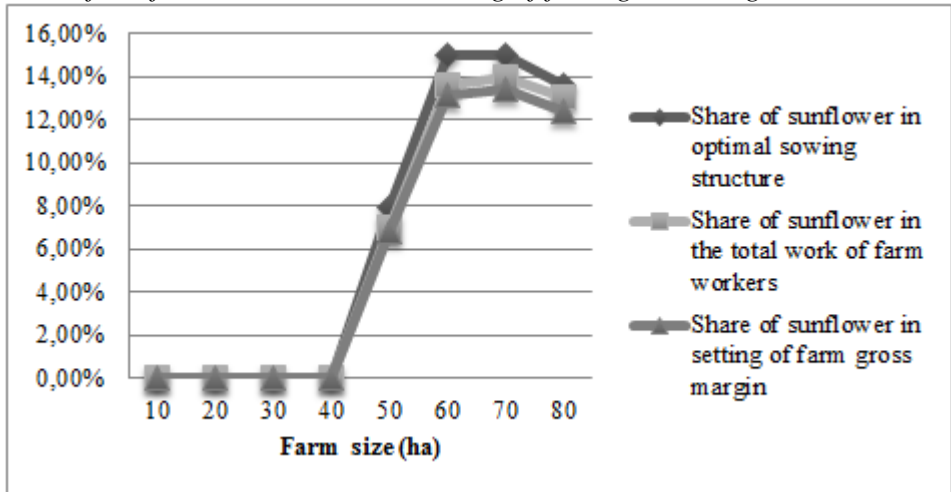 16,00%
14,00%
12,00%
10,00%
8,00%
6,00%
4,00%
2,00%
0,00%
10 20 30 40 50 60 70 80
Farm size (ha)
Share of sunflower in
optimal sowing
structure
Share of sunflower in
the total work of farm
workers
Share of sunflower in
setting of farm gross
margin